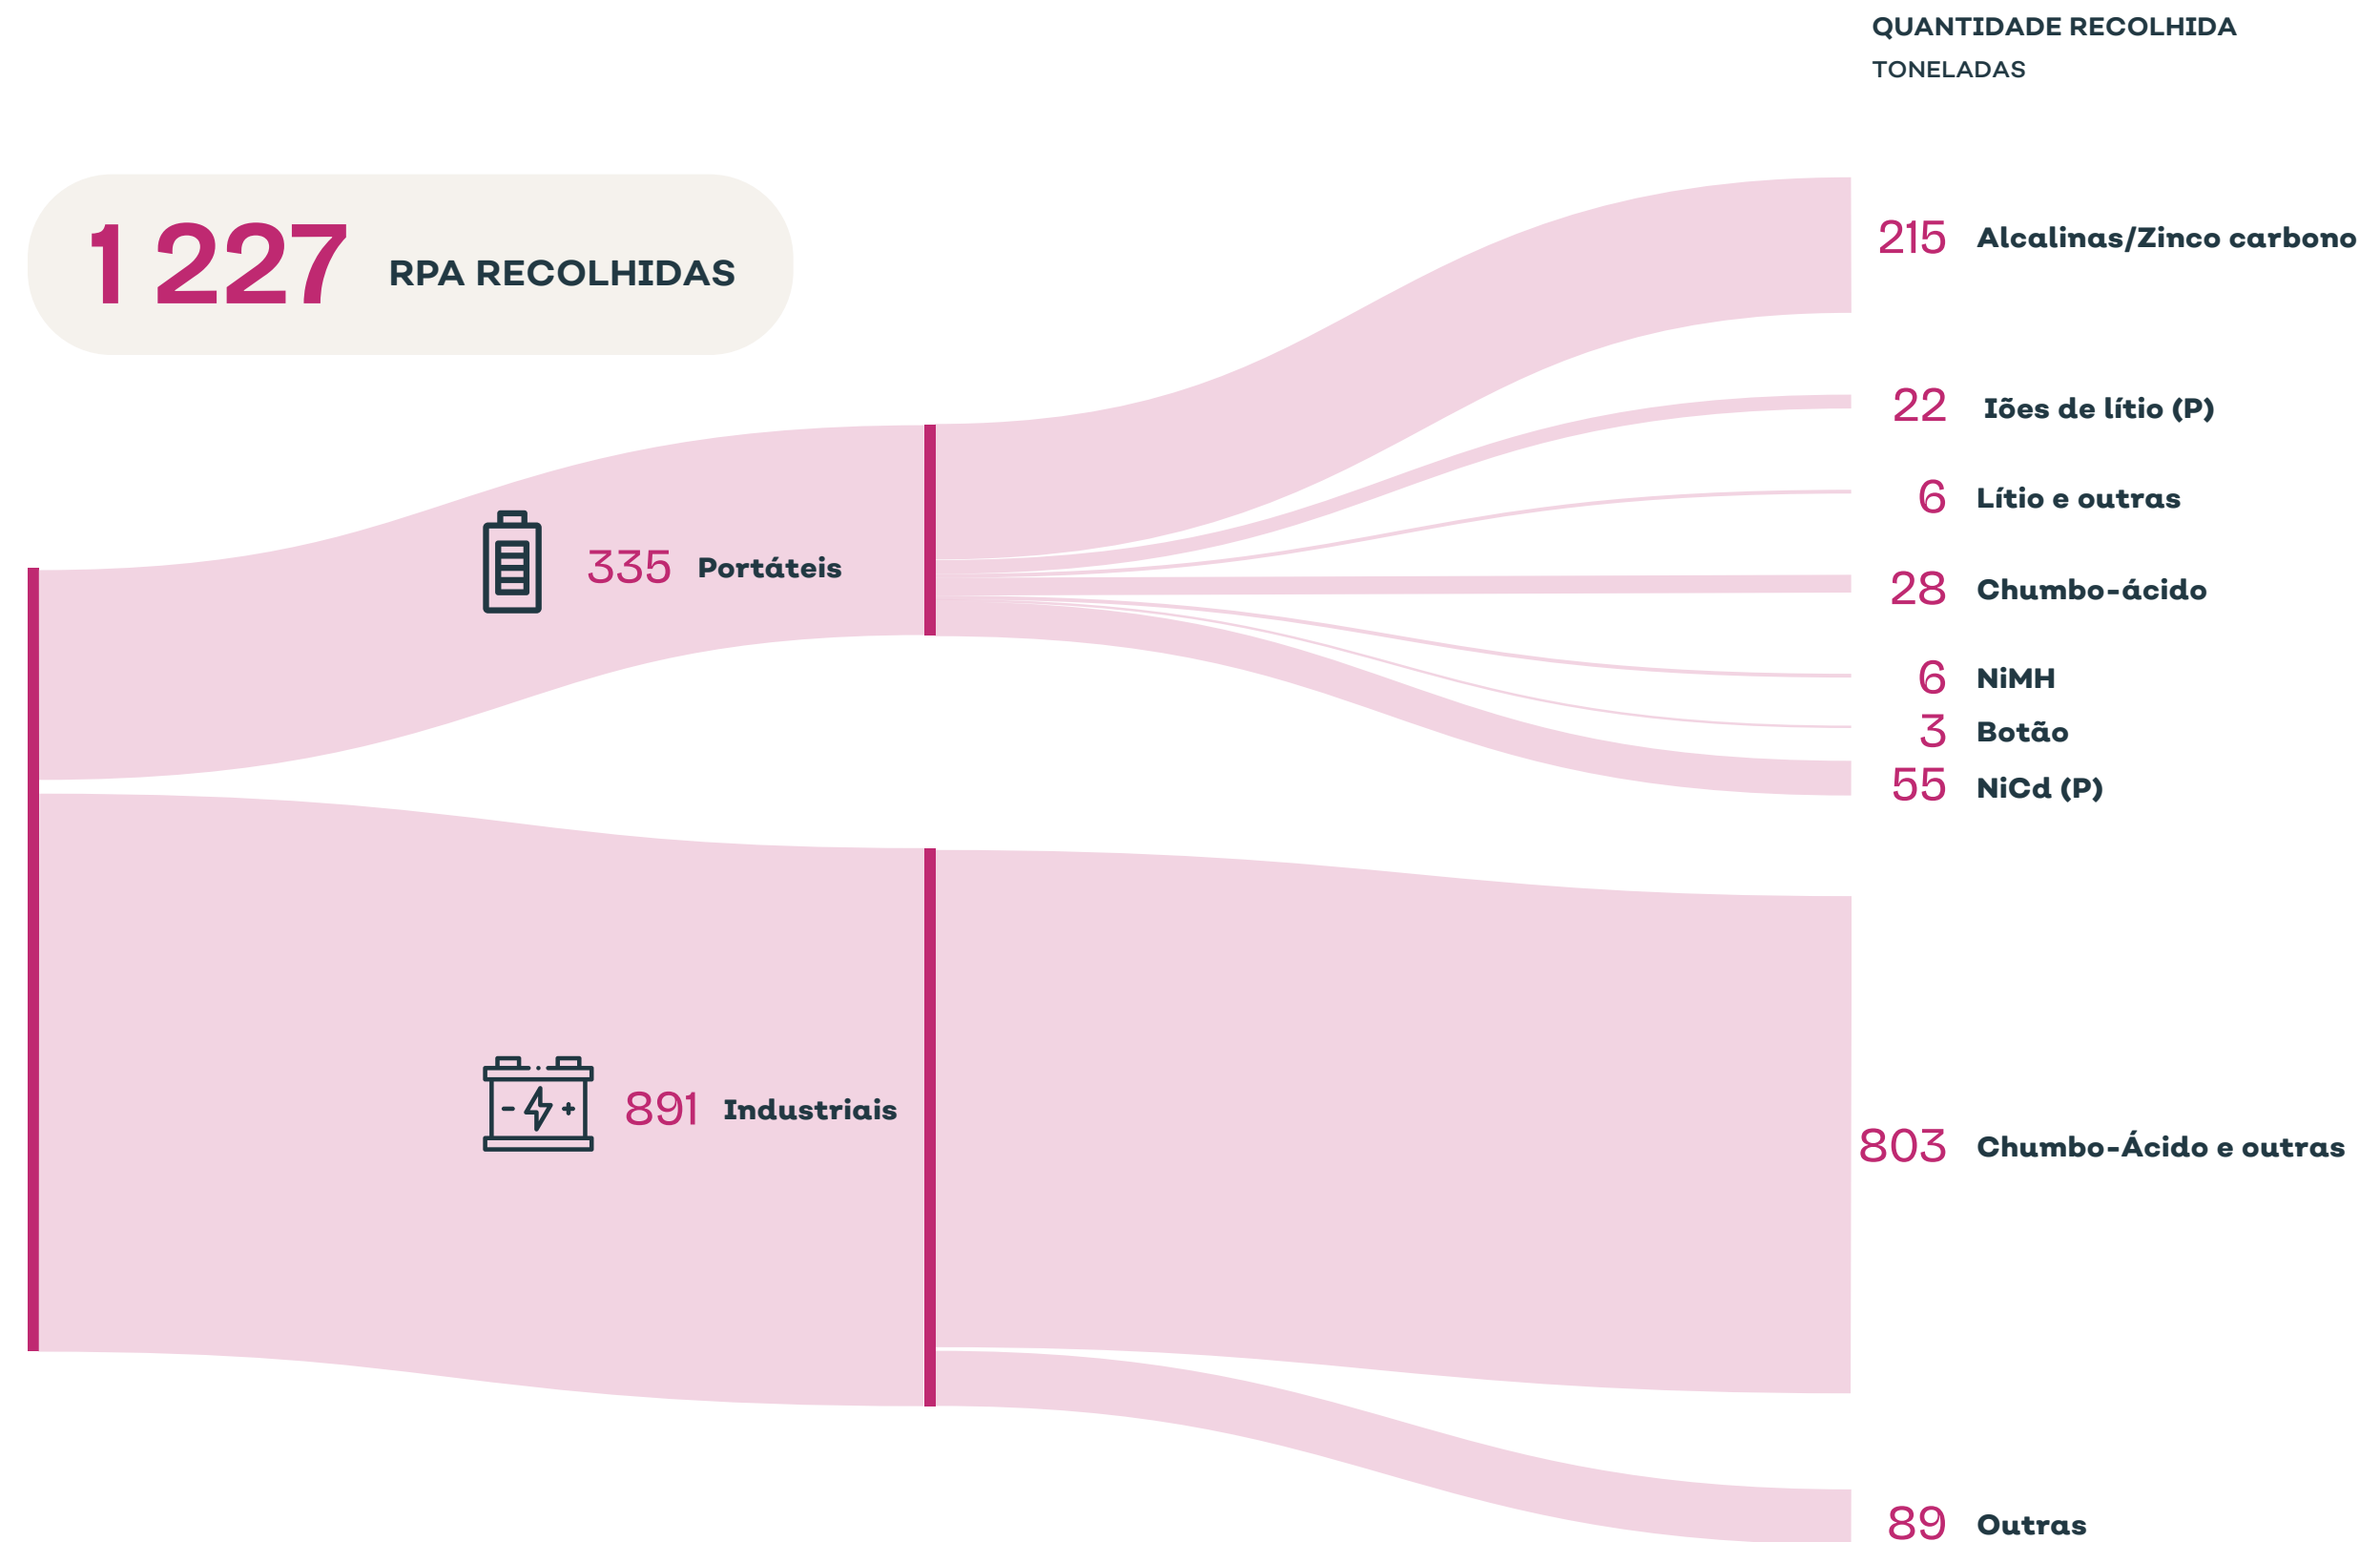 QUANTIDADE RECOLHIDA
TONELADAS
1 227 RPA RECOLHIDAS
215 Alcalinas/Zinco carbono
22 Iões de lítio (P)
6 Lítio e outras
335 Portáteis
28 Chumbo-ácido
6 NiMH
3 Botão
55 NiCd (P)
891 Industriais
803 Chumbo-Ácido e outras
89 Outras